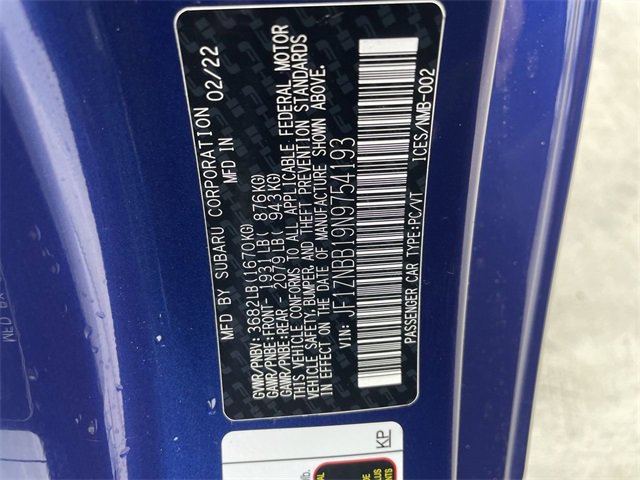 MFD BY SUBARU CORPORATION 02/22
MFD IN
GVWR/PNBV: 3682LB(1670KG)
GAWR/PNBE:FRONT- 1931LB( 876KG)
GAWR/PNBE:REAR - 2079LB( 943KG)
THIS VEHICLE CONFORMS TO ALL APPLICABLE FEDERAL MOTOR
VEHICLE SAFETY,BUMPER, AND THEFT PREVENTION STANDARDS
IN EFFECT ON THE DATE OF MANUFACTURE SHOWN ABOVE.
VIN: JF1ZNBB19N9754193
PASSENGER CAR TYPE:PC/VT
ICES/NMB-002
KP
lb.